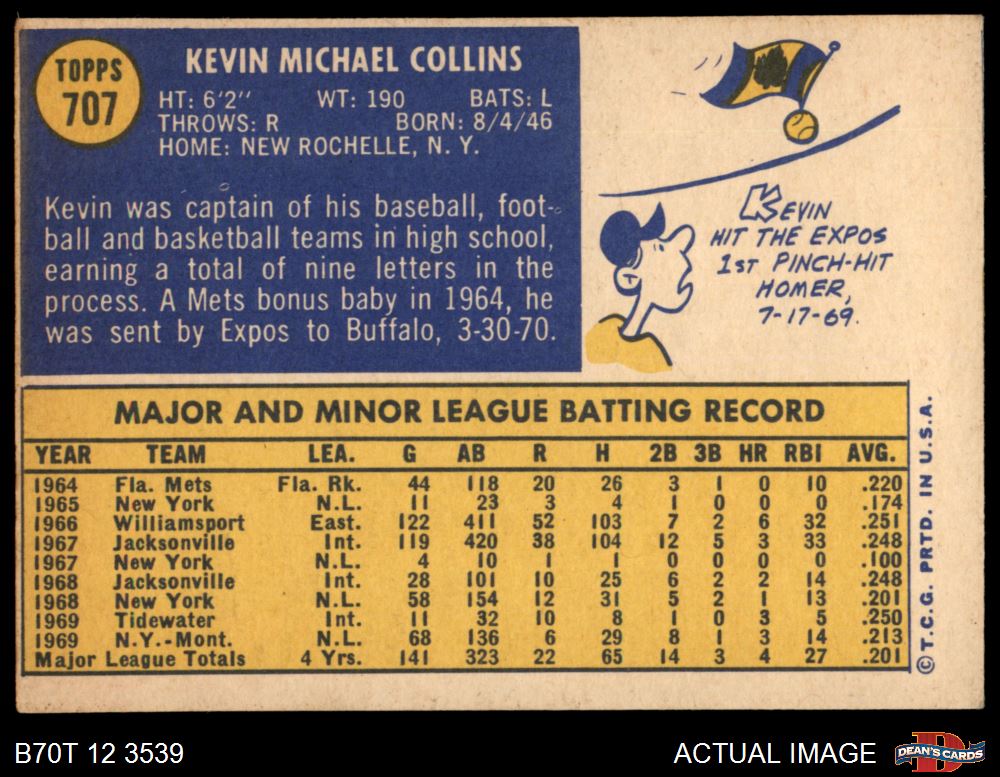 TOPPS
707
KEVIN MICHAEL COLLINS
HT: 6'2" WT: 190 BATS: L
THROWS: R BORN: 8/4/46
HOME: NEW ROCHELLE, N. Y.
Kevin was captain of his baseball, foot-
ball and basketball teams in high school,
earning a total of nine letters in the
process. A Mets bonus baby in 1964, he
was sent by Expos to Buffalo, 3-30-70.
KEVIN
HIT THE EXPOS
1ST PINCH-HIT
HOMER,
7-17-69.
MAJOR AND MINOR LEAGUE BATTING RECORD
YEAR TEAM LEA. G AB R H 2B 3B HR RBI AVG.
1964 Fla. Mets Fla. Rk. 44 118 20 26 3 1 0 10 .220
1965 New York N.L. 11 23 3 4 1 0 0 0 .174
1966 Williamsport East. 122 411 52 103 7 2 6 32 .251
1967 Jacksonville Int. 119 420 38 104 12 5 3 33 .248
1967 New York N.L. 4 10 1 1 0 0 0 0 .100
1968 Jacksonville Int. 28 101 10 25 6 2 2 14 .248
1968 New York N.L. 58 154 12 31 5 2 1 13 .201
1969 Tidewater Int. 11 32 10 8 1 0 3 5 .250
1969 N.Y.-Mont. N.L. 68 136 6 29 8 1 3 14 .213
Major League Totals 4 Yrs. 141 323 22 65 14 3 4 27 .201
© T.C.G. PRTD. IN U.S.A.
B70T 12 3539
ACTUAL IMAGE
DEAN'S CARDS